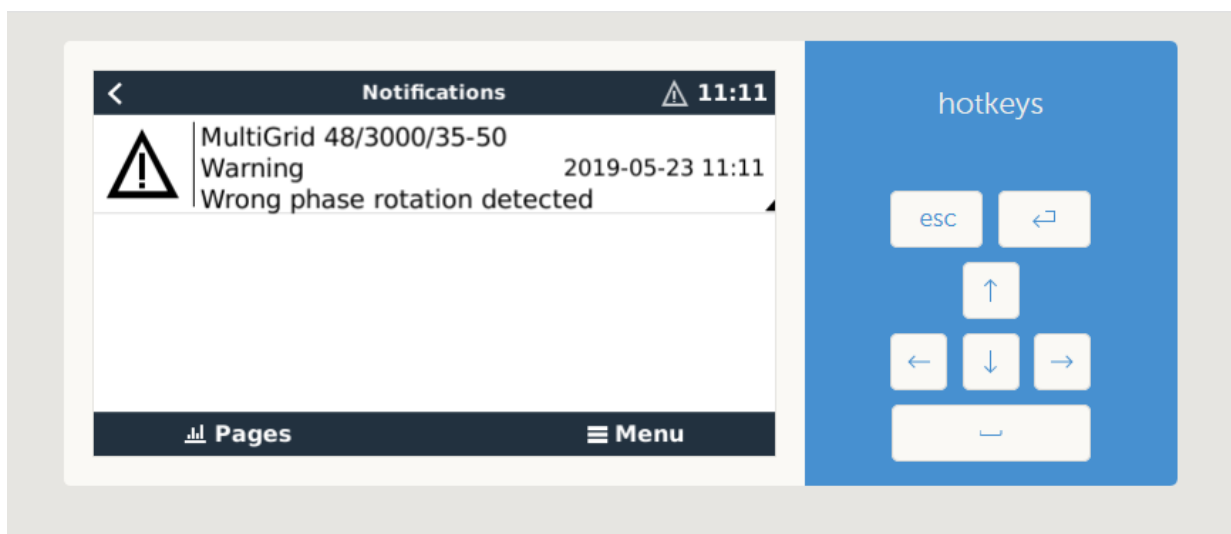 Notifications 11:11
MultiGrid 48/3000/35-50
Warning 2019-05-23 11:11
Wrong phase rotation detected
Pages Menu
hotkeys
esc